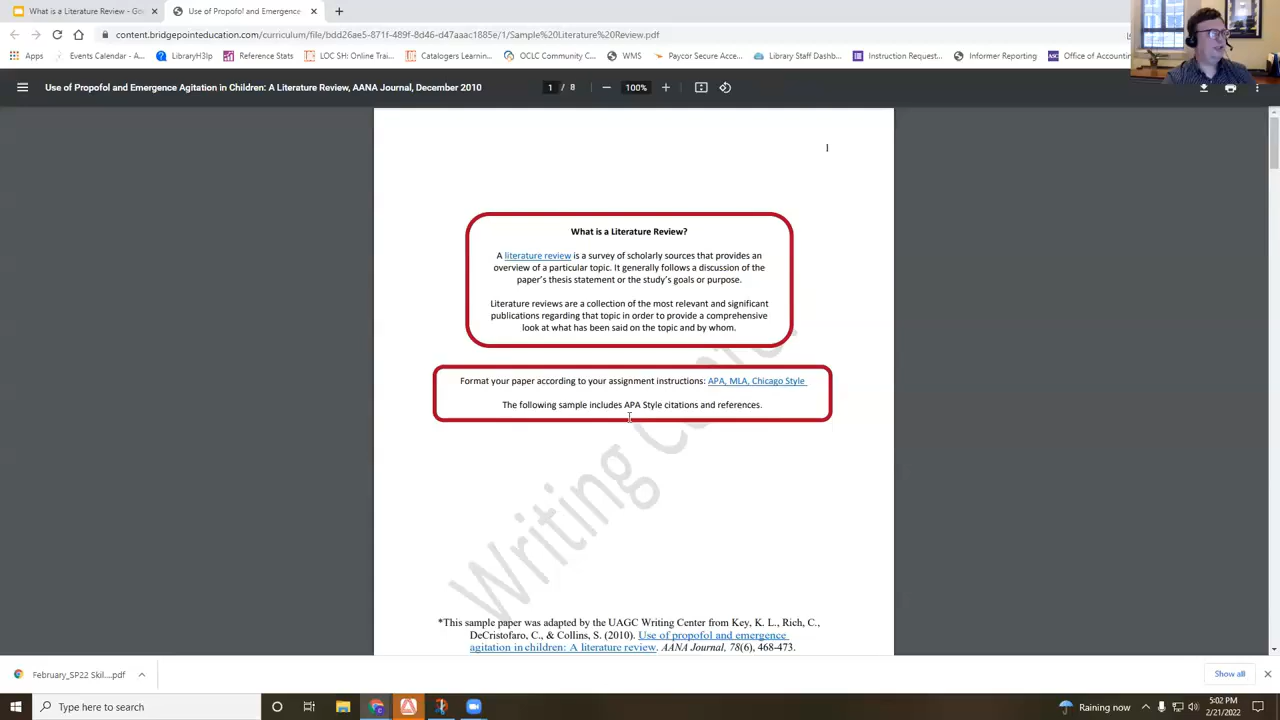 What is a Literature Review - Goo
Use of Propofol and Emergence
content.bridgepointeducation.com/curriculum/file/bdd26ae5-871f-489f-8d46-d47aaec1885e/1/Sample%20Literature%20Review.pdf
Apps
Events Calendar - A...
LibraryH3lp
Reference Stats
LOC SH: Online Trai...
Catalogers Learnin...
OCLC Community C...
WMS
Paycor Secure Acce...
Library Staff Dashb...
Instruction Request...
Informer Reporting
Office of Accountin
Use of Propofol and Emergence Agitation in Children: A Literature Review, AANA Journal, December 2010
1 / 8
100%
1
What is a Literature Review?
A literature review is a survey of scholarly sources that provides an
overview of a particular topic. It generally follows a discussion of the
paper's thesis statement or the study's goals or purpose.
Literature reviews are a collection of the most relevant and significant
publications regarding that topic in order to provide a comprehensive
look at what has been said on the topic and by whom.
Format your paper according to your assignment instructions: APA, MLA, Chicago Style
The following sample includes APA Style citations and references.
Writing
*This sample paper was adapted by the UAGC Writing Center from Key, K. L., Rich, C.,
DeCristofaro, C., & Collins, S. (2010). Use of propofol and emergence
agitation in children: A literature review. AANA Journal, 78(6), 468-473.
February_SP22 Skil....pdf
Show all
Type here to search
Raining now
5:02 PM
2/21/2022